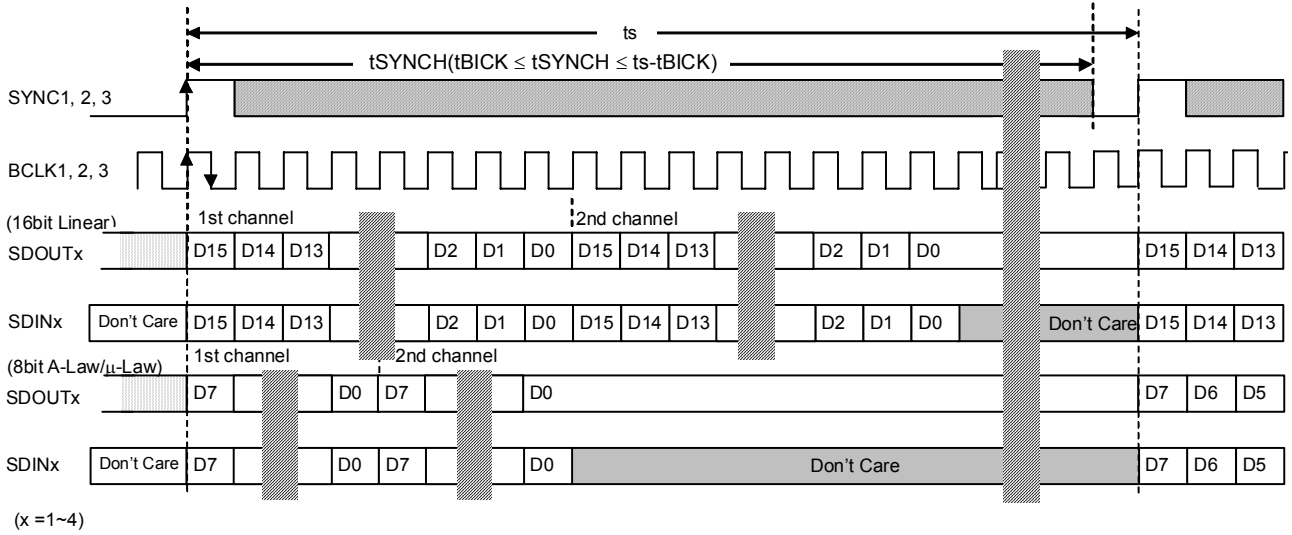 ts
tSYNCH(tBICK ≤ tSYNCH ≤ ts-tBICK)
SYNC1, 2, 3
BCLK1, 2, 3
(16bit Linear)
1st channel 2nd channel
SDOUTx D15 D14 D13 D2 D1 D0 D15 D14 D13 D2 D1 D0 D15 D14 D13
SDINx Don't Care D15 D14 D13 D2 D1 D0 D15 D14 D13 D2 D1 D0 Don't Care D15 D14 D13
1st channel 2nd channel
(8bit A-Law/μ-Law)
SDOUTx D7 D0 D7 D0 D7 D6 D5
SDINx Don't Care D7 D0 D7 D0 Don't Care D7 D6 D5
(x =1~4)